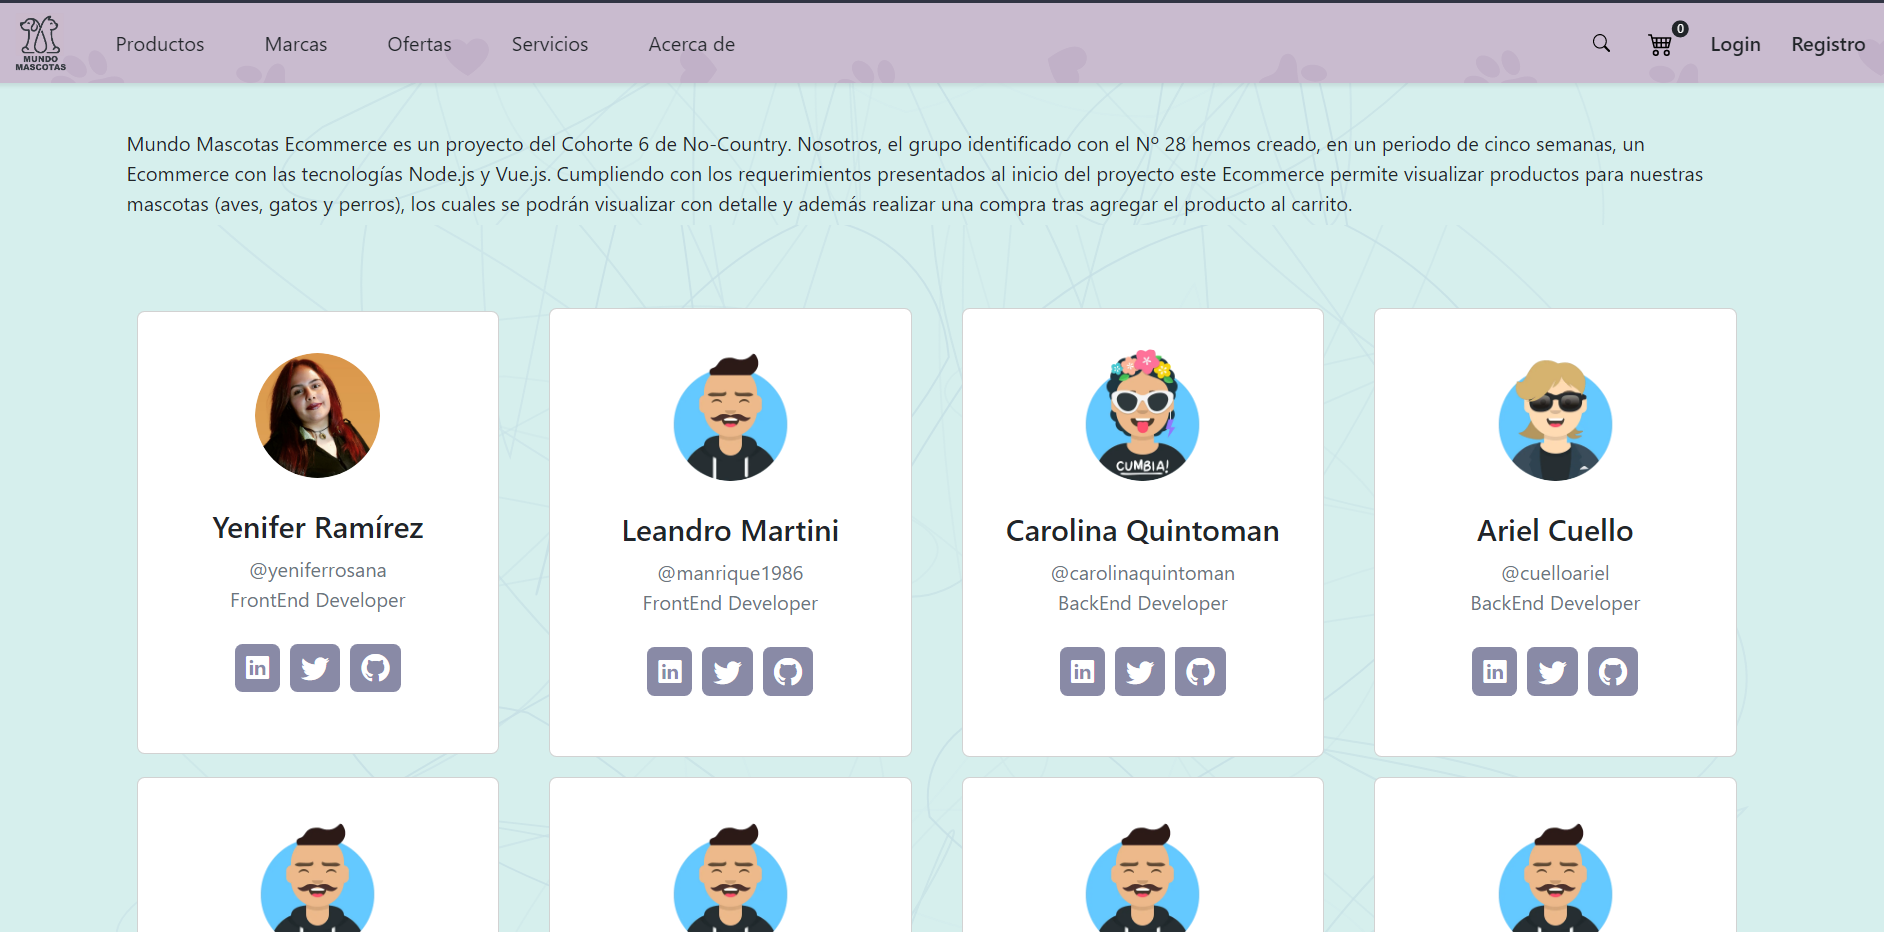 MUNDO
MASCOTAS
Productos
Marcas
Ofertas
Servicios
Acerca de
0
Login
Registro
Mundo Mascotas Ecommerce es un proyecto del Cohorte 6 de No-Country. Nosotros, el grupo identificado con el Nº 28 hemos creado, en un periodo de cinco semanas, un
Ecommerce con las tecnologías Node.js y Vue.js. Cumpliendo con los requerimientos presentados al inicio del proyecto este Ecommerce permite visualizar productos para nuestras
mascotas (aves, gatos y perros), los cuales se podrán visualizar con detalle y además realizar una compra tras agregar el producto al carrito.
Yenifer Ramírez
@yeniferrosana
FrontEnd Developer
in
Leandro Martini
@manrique1986
FrontEnd Developer
in
CUMBIA!
Carolina Quintoman
@carolinaquintoman
BackEnd Developer
in
Ariel Cuello
@cuelloariel
BackEnd Developer
in